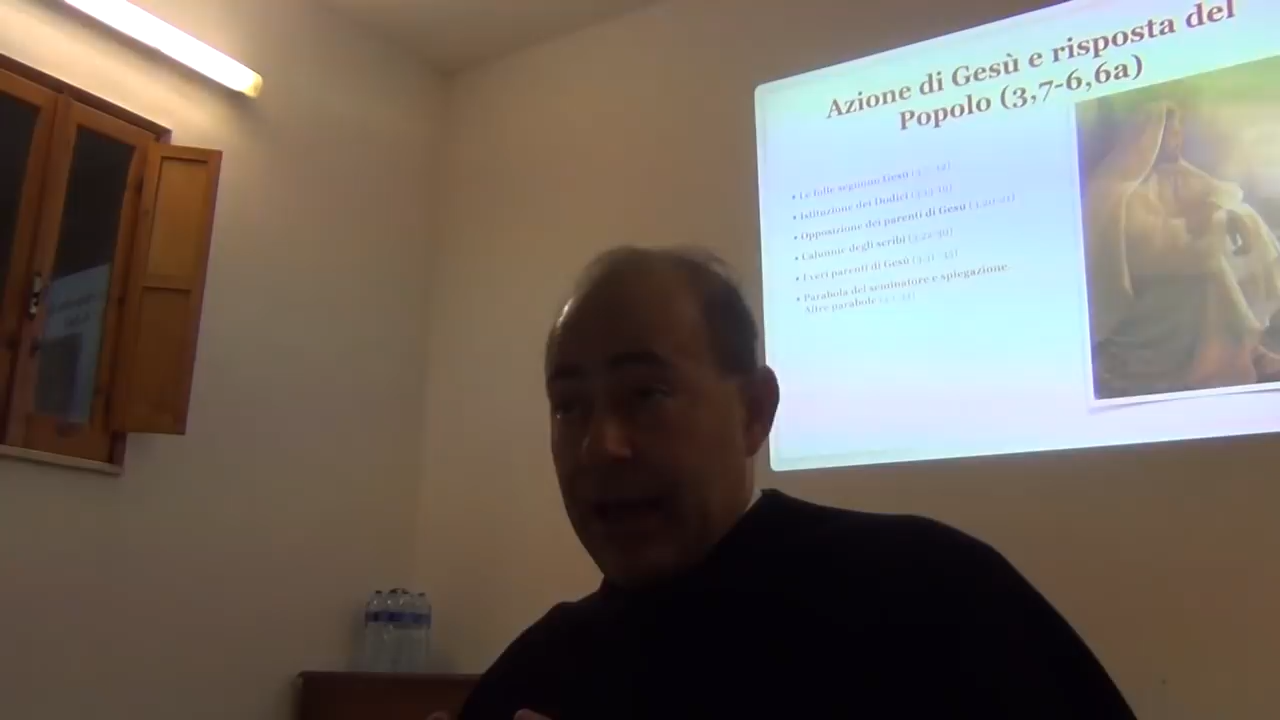 Azione di Gesù e risposta del
Popolo (3,7-6,6a)
• Le folle seguono Gesù
• Istituzione dei Dodici
• Opposizione dei parenti di Gesù
• Calunnie degli scribi
• I veri parenti di Gesù
• Parabola del seminatore e spiegazione.
Altre parabole